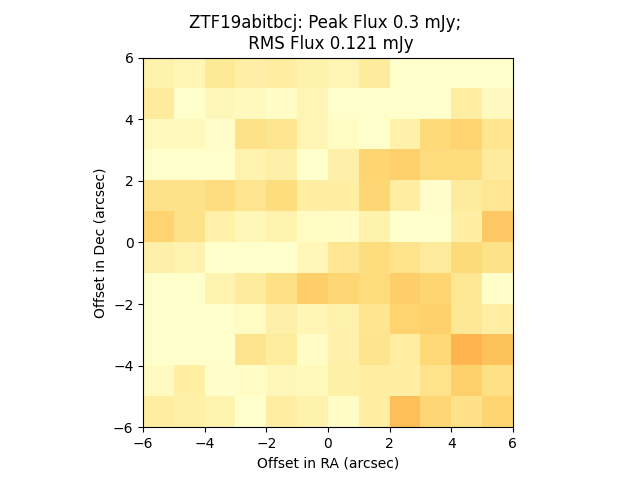 ZTF19abitbcj: Peak Flux 0.3 mJy;
RMS Flux 0.121 mJy
6
4
2
0
−2
−4
−6
Offset in Dec (arcsec)
−6 −4 −2 0 2 4 6
Offset in RA (arcsec)